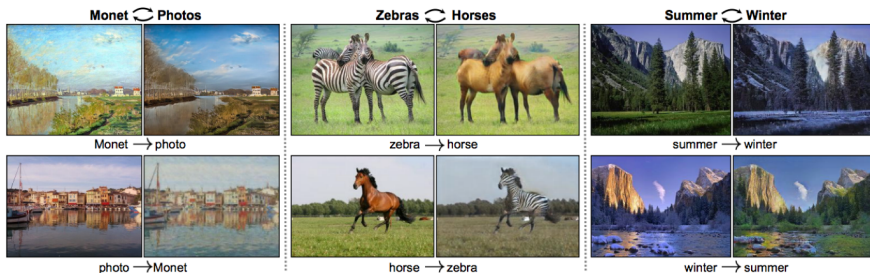 Monet Photos
Zebras Horses
Summer Winter
Monet → photo
zebra → horse
summer → winter
photo → Monet
horse → zebra
winter → summer